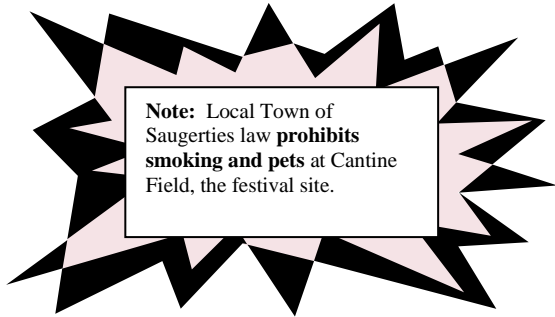 Note:  Local Town of
Saugerties law prohibits
smoking and pets at Cantine
Field, the festival site.